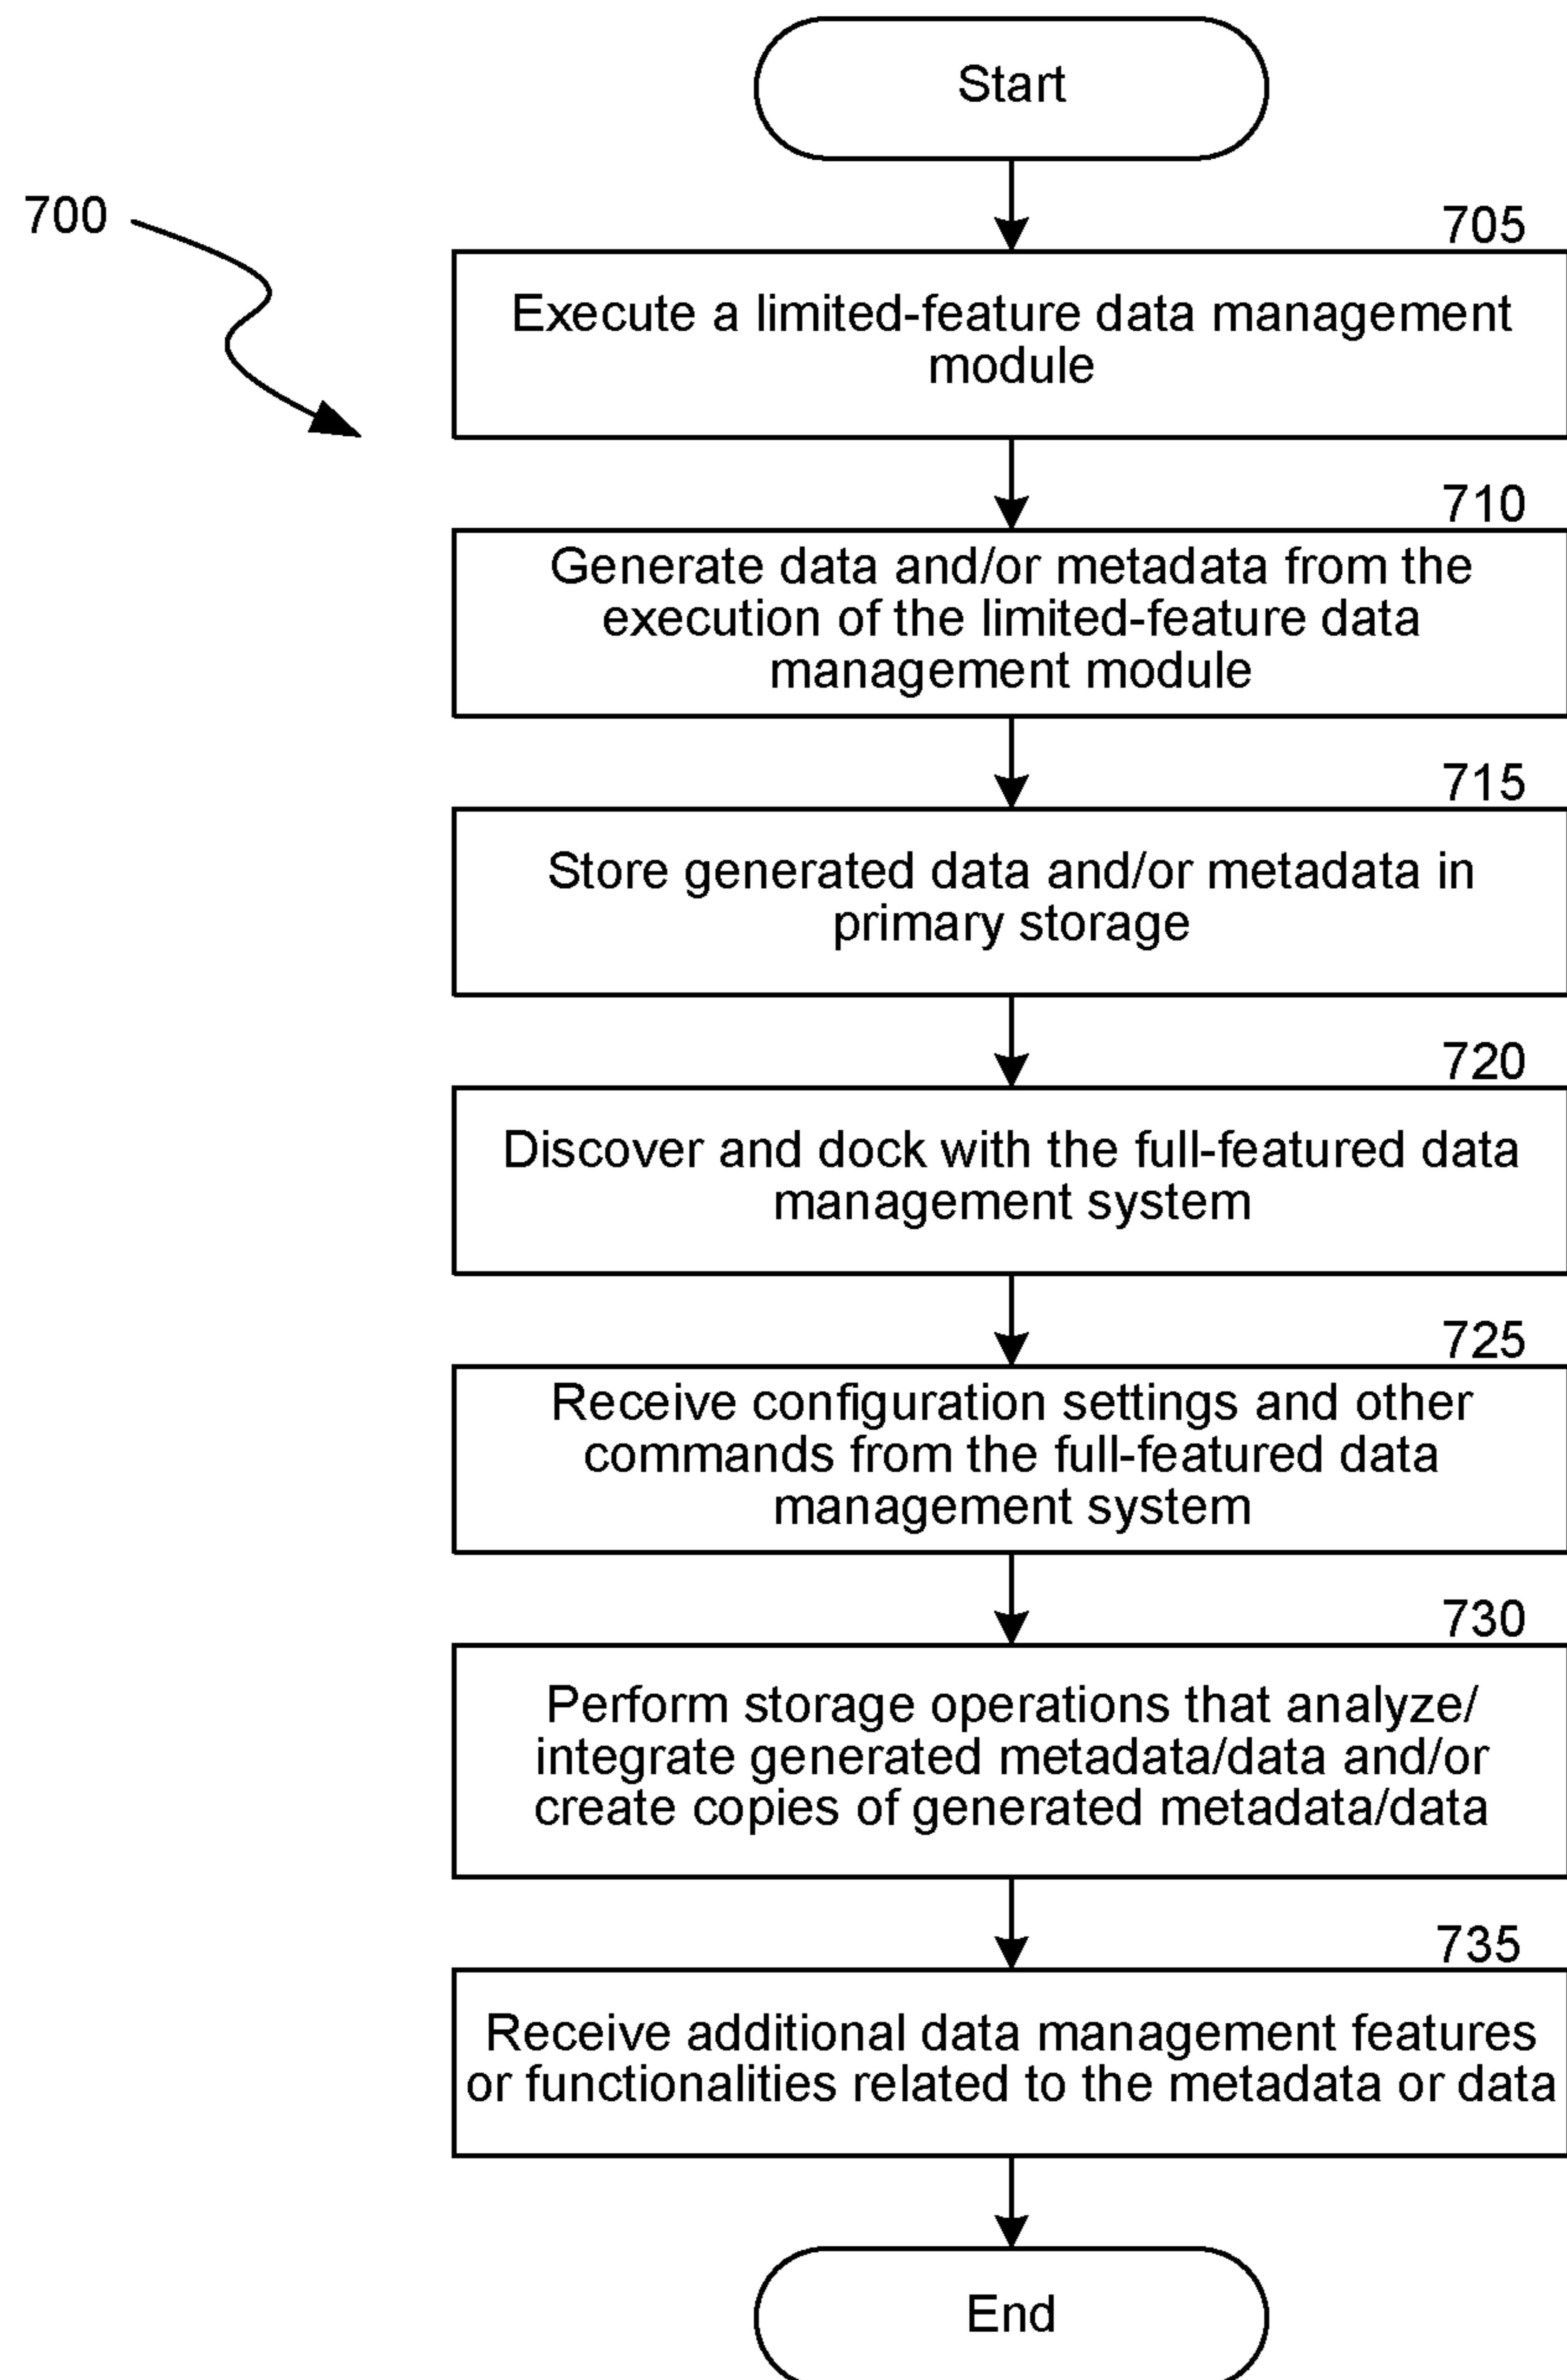 Start
700
705
Execute a limited-feature data management
module
710
Generate data and/or metadata from the
execution of the limited-feature data
management module
715
Store generated data and/or metadata in
primary storage
720
Discover and dock with the full-featured data
management system
725
Receive configuration settings and other
commands from the full-featured data
management system
730
Perform storage operations that analyze/
integrate generated metadata/data and/or
create copies of generated metadata/data
735
Receive additional data management features
or functionalities related to the metadata or data
End